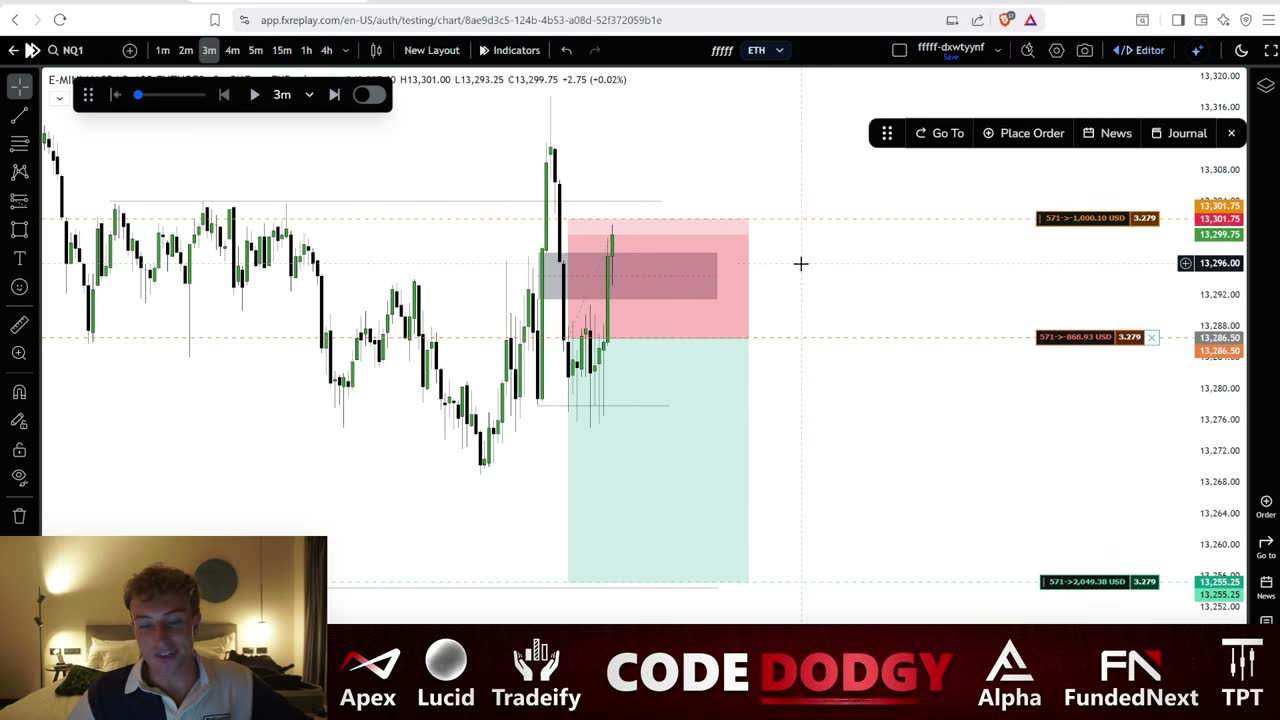 app.fxreplay.com/en-US/auth/testing/chart/8ae9d3c5-124b-4b53-a08d-52f372059b1e
NQ1 1m 2m 3m 4m 5m 15m 1h 4h New Layout Indicators fffff ETH fffff-dxwtyynf Save Editor
H13,301.00 L13,293.25 C13,299.75 +2.75 (+0.02%)
3m
Go To Place Order News Journal
13,320.00
13,316.00
13,308.00
13,301.75
571->-1,000.10 USD 3.279 13,301.75
13,299.75
13,296.00
13,292.00
13,288.00
571->-868.93 USD 3.279 13,286.50
13,286.50
13,280.00
13,276.00
13,272.00
13,268.00
13,264.00
13,260.00
571->2,049.38 USD 3.279 13,255.25
13,255.25
13,252.00
Order
Go to
News
CODE DODGY
Apex Lucid Tradeify Alpha FundedNext TPT